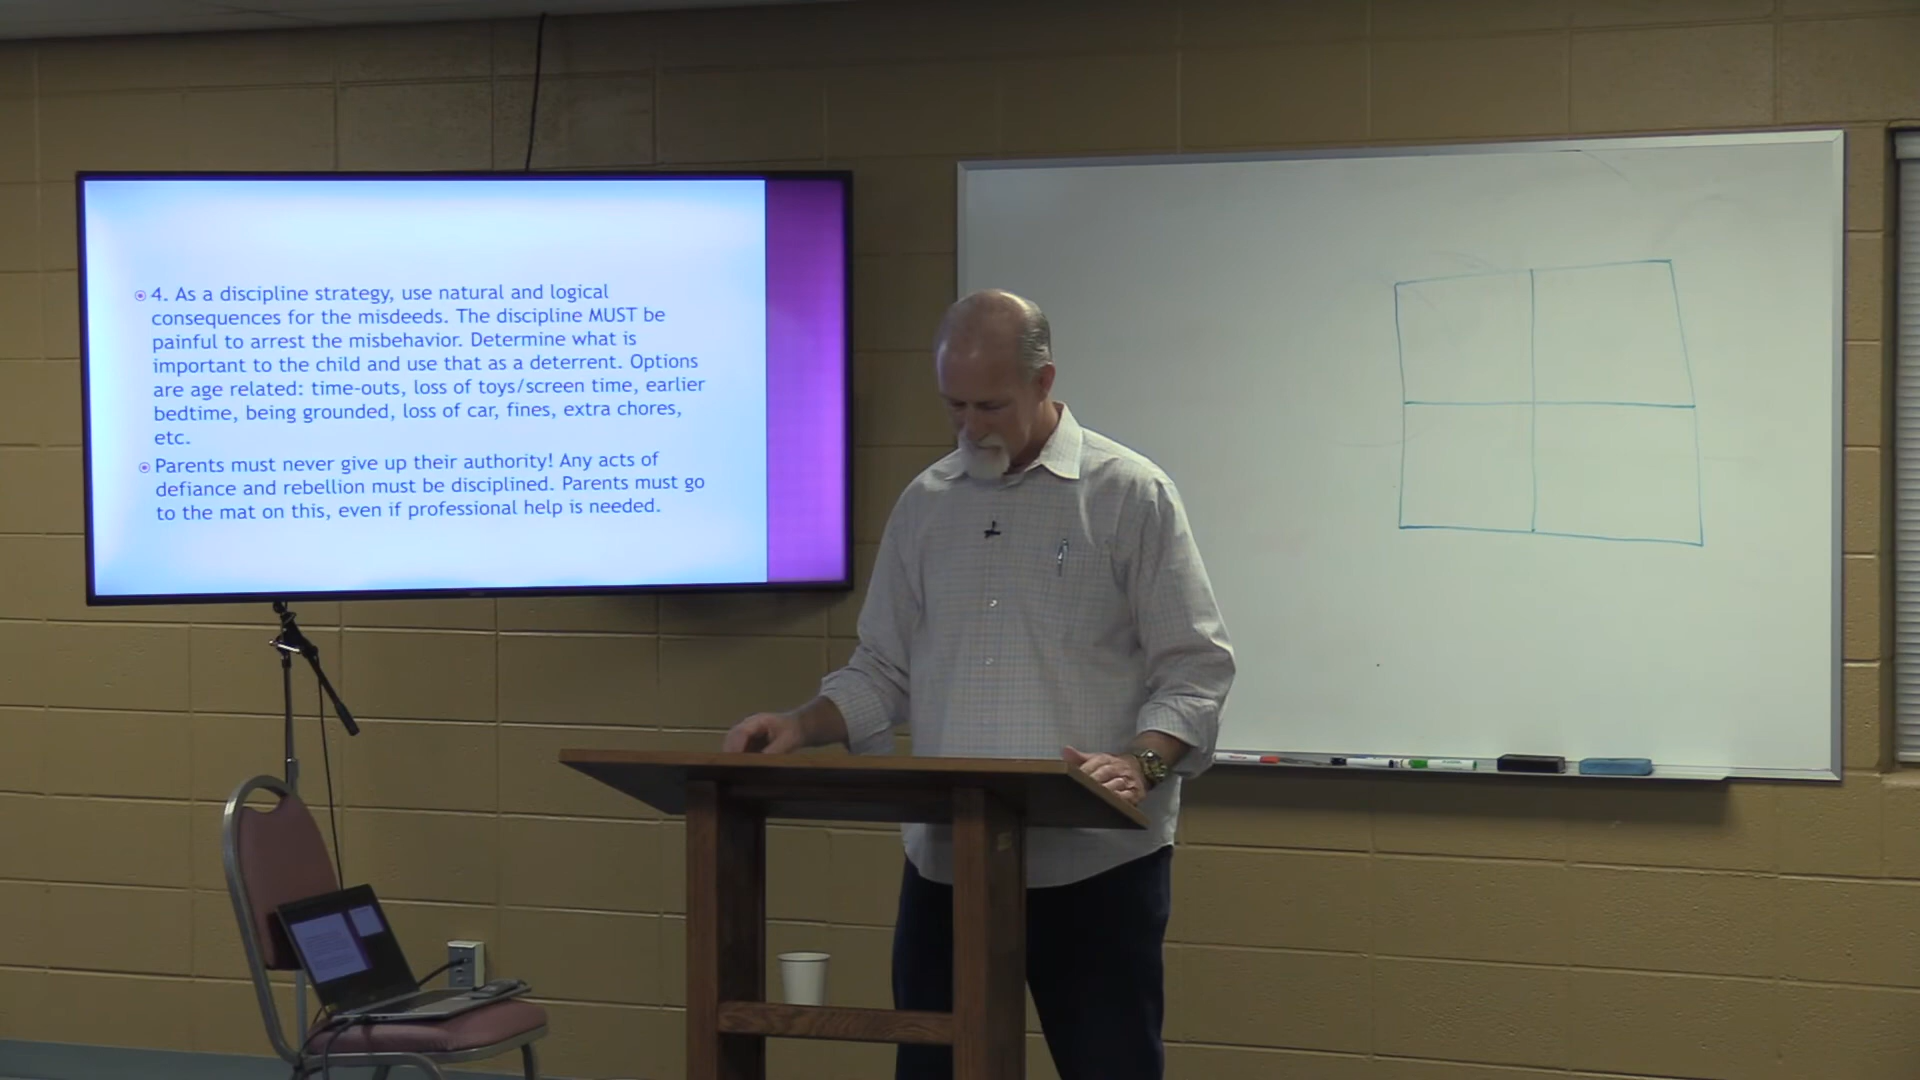 4. As a discipline strategy, use natural and logical
consequences for the misdeeds. The discipline MUST be
painful to arrest the misbehavior. Determine what is
important to the child and use that as a deterrent. Options
are age related: time-outs, loss of toys/screen time, earlier
bedtime, being grounded, loss of car, fines, extra chores,
etc.
Parents must never give up their authority! Any acts of
defiance and rebellion must be disciplined. Parents must go
to the mat on this, even if professional help is needed.